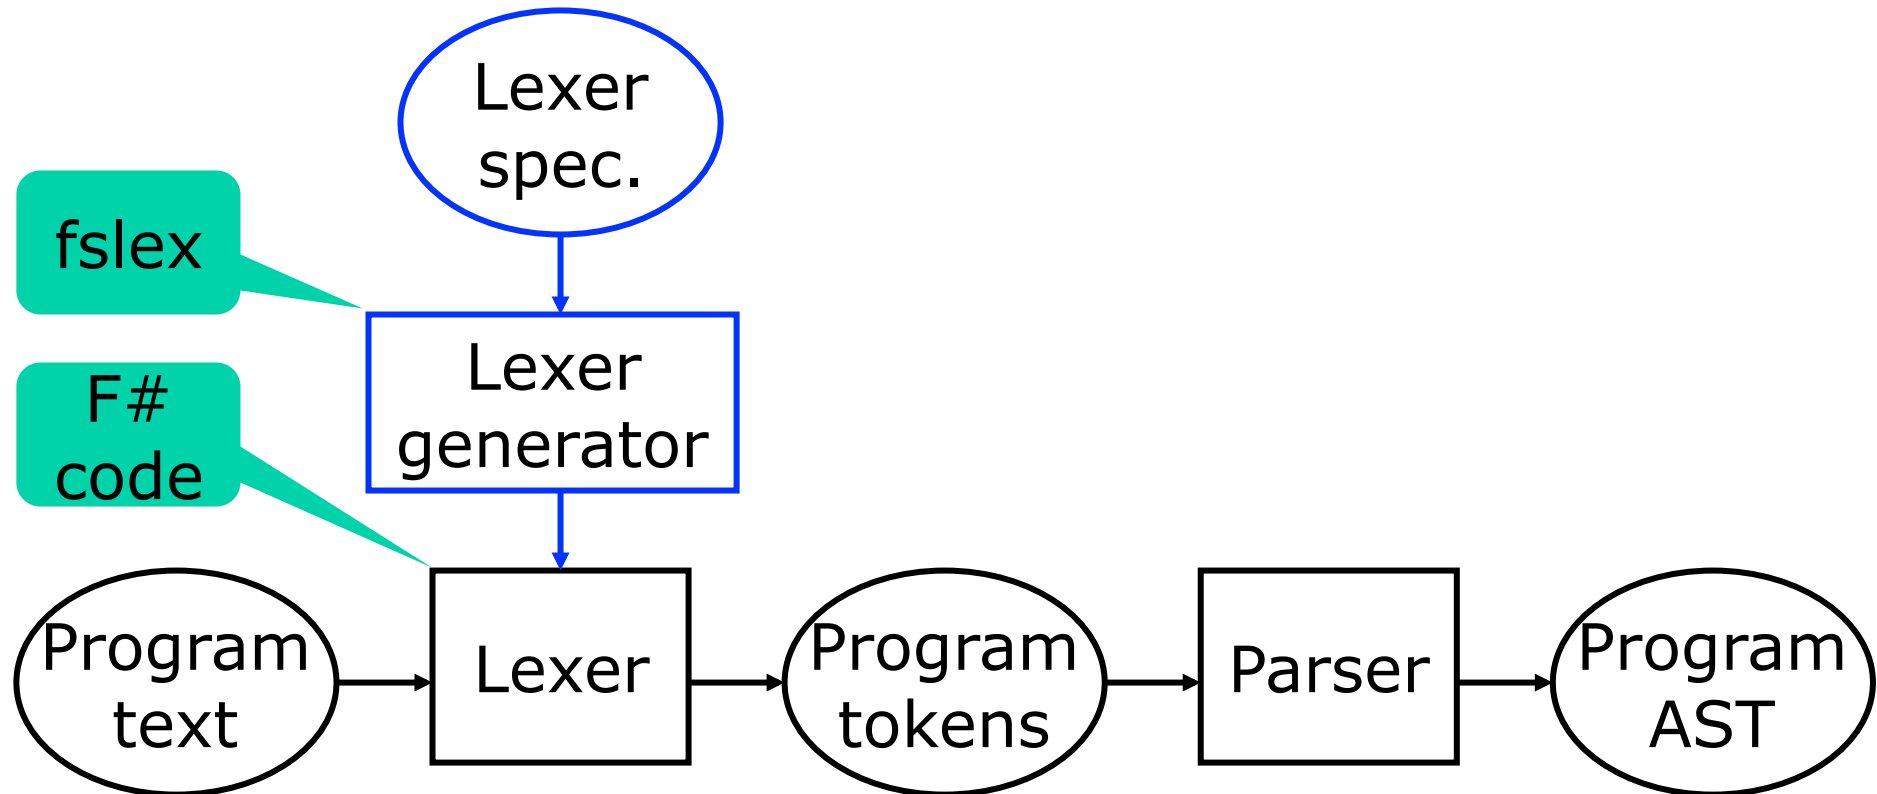 Lexer
spec.
fslex
Lexer
generator
F#
code
Program
text
Lexer
Program
tokens
Parser
Program
AST